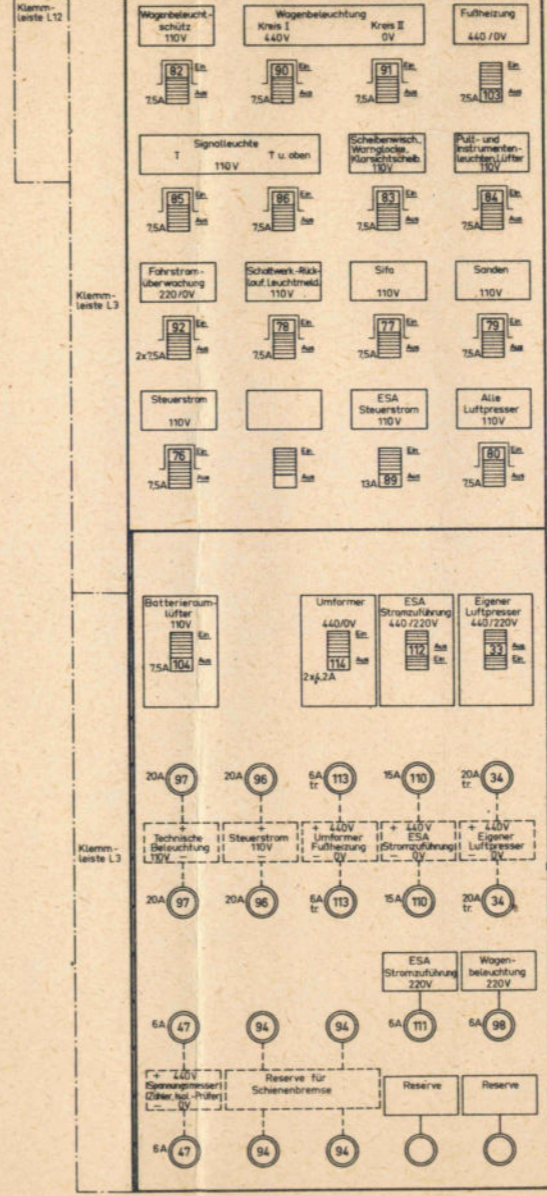 Klemm-
leiste L12
Wagenbeleucht.-
schütz
110V
Wagenbeleuchtung
Kreis I Kreis II
440V 0V
Fußheizung
440/0V
82 Ein
7,5A Aus
90 Ein
7,5A Aus
91 Ein
7,5A Aus
Ein
7,5A 103 Aus
Signalleuchte
T T u. oben
110V
Scheibenwisch.,
Warnglocke,
Klarsichtscheib.
110V
Pult- und
Instrumenten-
leuchten, Lüfter
110V
85 Ein
7,5A Aus
86 Ein
7,5A Aus
83 Ein
7,5A Aus
84 Ein
7,5A Aus
Klemm-
leiste L3
Fahrstrom-
überwachung
220/0V
Schaltwerk.-Rück-
lauf, Leuchtmeld.
110V
Sifa
110V
Sanden
110V
92 Ein
2x7,5A Aus
78 Ein
7,5A Aus
77 Ein
7,5A Aus
79 Ein
7,5A Aus
Steuerstrom
110V
ESA
Steuerstrom
110V
Alle
Luftpresser
110V
76 Ein
7,5A Aus
Ein
Aus
Ein
13A 89 Aus
80 Ein
7,5A Aus
Batterieraum-
lüfter
110V
Ein
7,5A 104 Aus
Umformer
440/0V
Ein
114 Aus
2x4,2A
ESA
Stromzuführung
440/220V
112 Aus
Ein
Eigener
Luftpresser
440/220V
33 Aus
Ein
20A 97
20A 96
6A tr. 113
15A 110
20A tr. 34
Klemm-
leiste L3
+
Technische
Beleuchtung
110V –
+
Steuerstrom
110V
–
+ 440V
Umformer
Fußheizung
– 0V
+ 440V
ESA
Stromzuführung
– 0V
+ 440V
Eigener
Luftpresser
– 0V
20A 97
20A 96
6A tr. 113
15A 110
20A tr. 34
ESA
Stromzuführung
220V
Wagen-
beleuchtung
220V
6A 47
94
94
6A 111
6A 98
+ 440V
(Spannungsmesser)
(Zähler, Isol.-Prüfer)
– 0V
Reserve für
Schienenbremse
Reserve
Reserve
6A 47
94
94